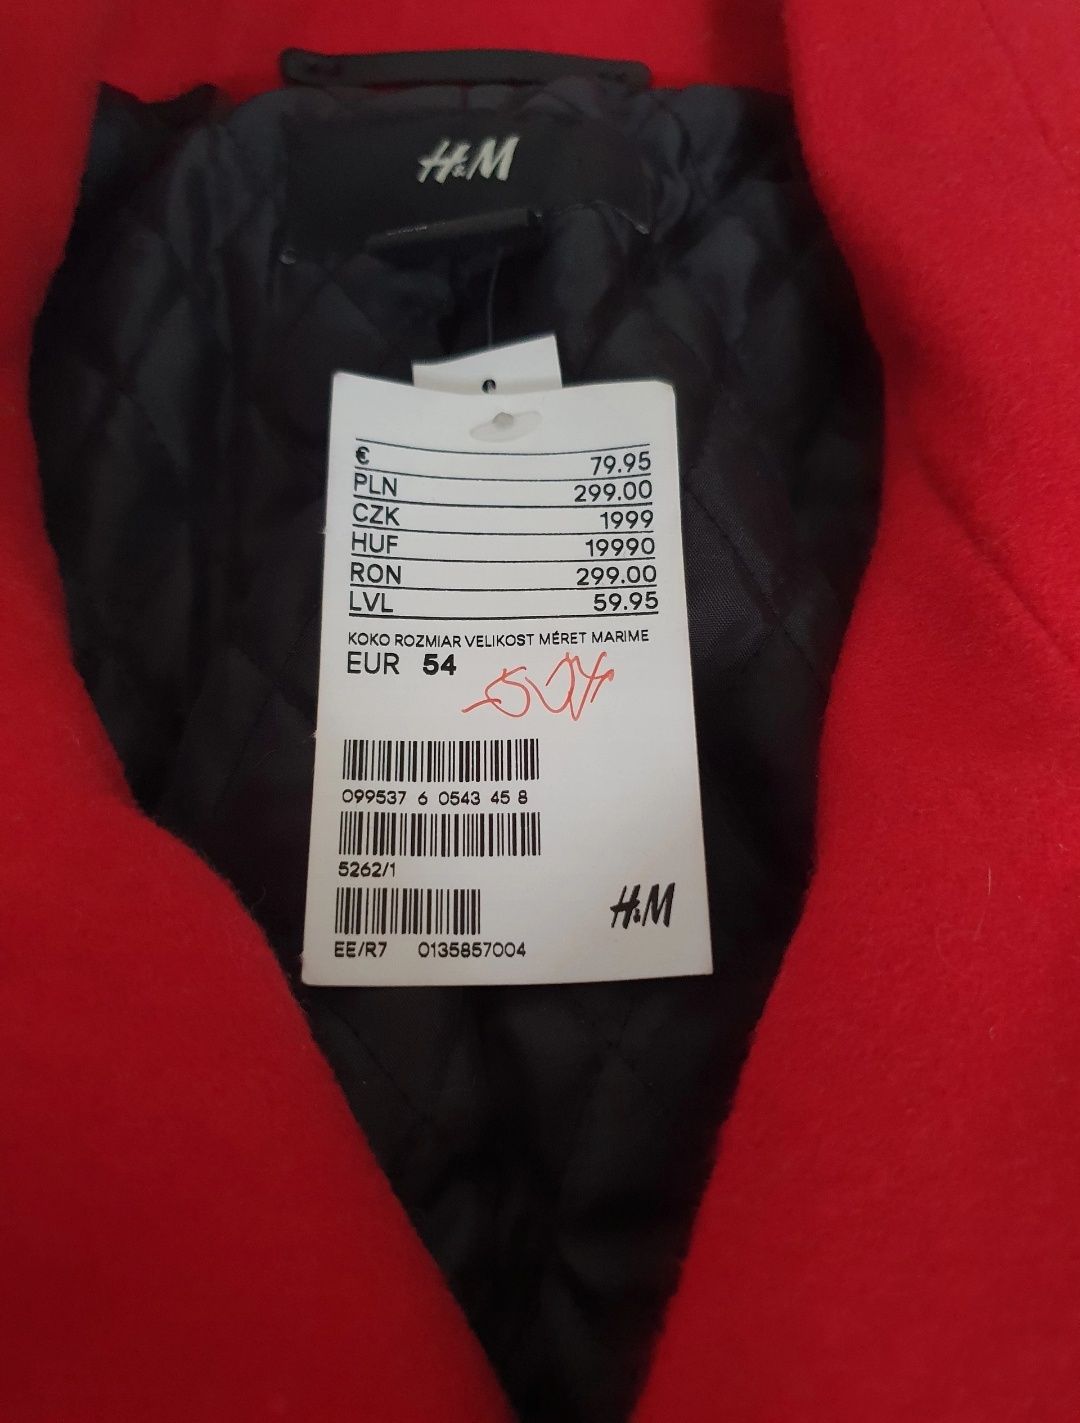 H&M
€ 79.95
PLN 299.00
CZK 1999
HUF 19990
RON 299.00
LVL 59.95
KOKO ROZMIAR VELIKOST MÉRET MARIME
EUR 54
099537 6 0543 45 8
5262/1
H&M
EE/R7 0135857004